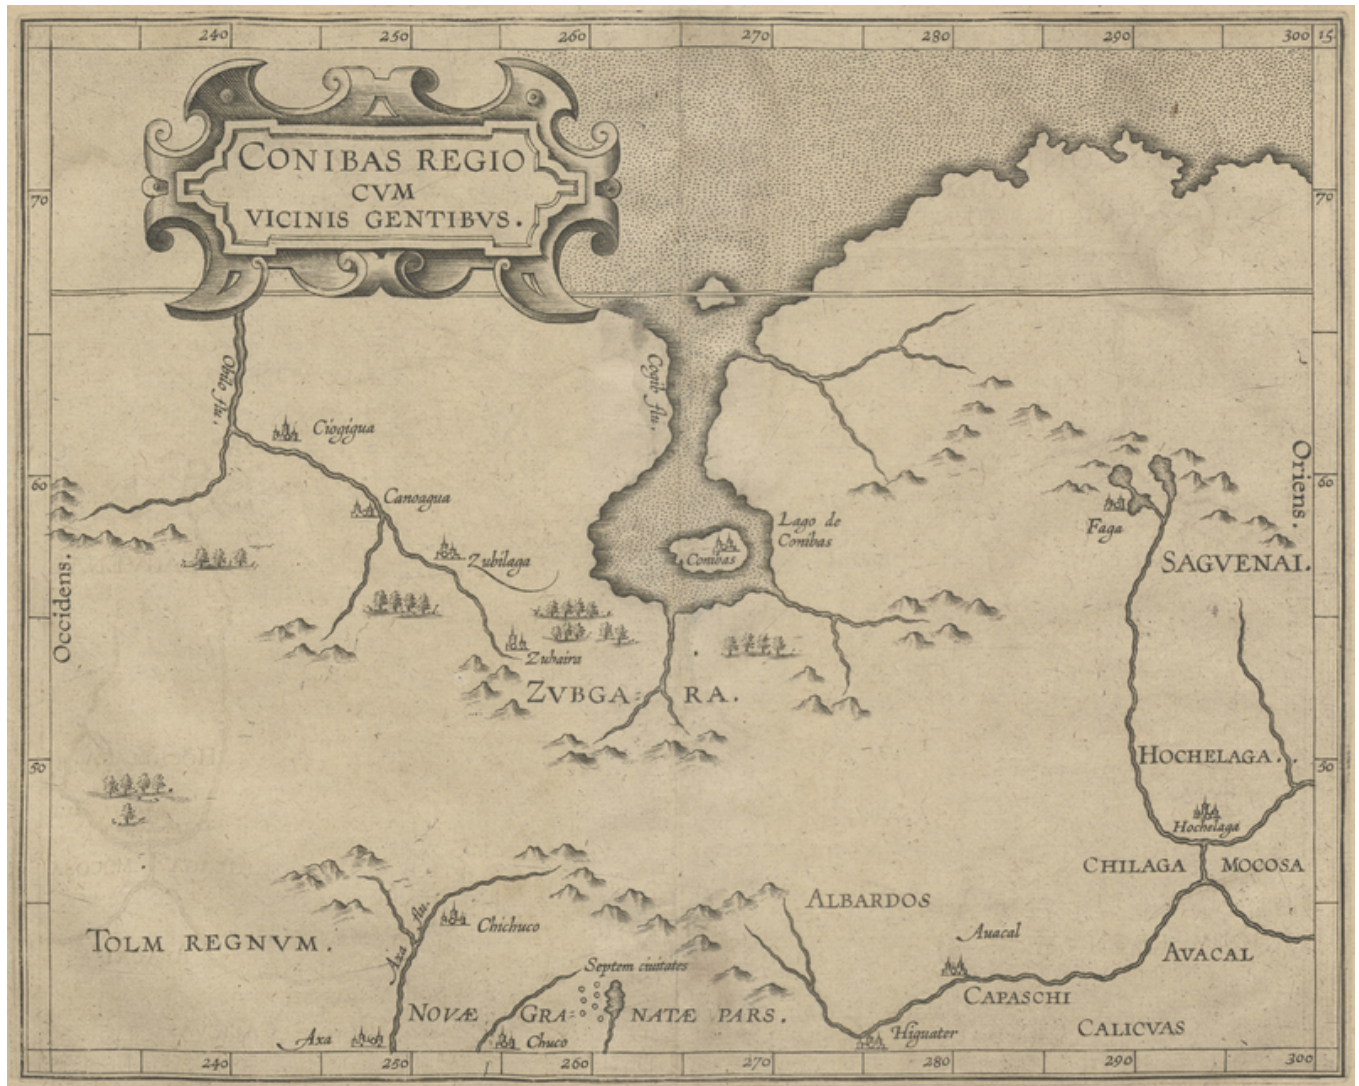 240 250 260 270 280 290 300 15
CONIBAS REGIO
CVM
VICINIS GENTIBVS.
70 70
Obilo flu.
Cogib flu.
Ciogigua
60 60
Canoagua
Oriens.
Lago de
Conibas
Conibas
Faga
Zubilaga
SAGVENAI.
Occidens.
Zuhaira
ZVBGA= RA.
50 50
HOCHELAGA.
Hochelaga
CHILAGA MOCOSA
ALBARDOS
Axa flu.
Chichuco
Auacal
TOLM REGNVM.
AVACAL
Septem ciuitates
CAPASCHI
NOVÆ GRA= NATÆ PARS.
CALICVAS
Axa
Chuco
Higuater
240 250 260 270 280 290 300